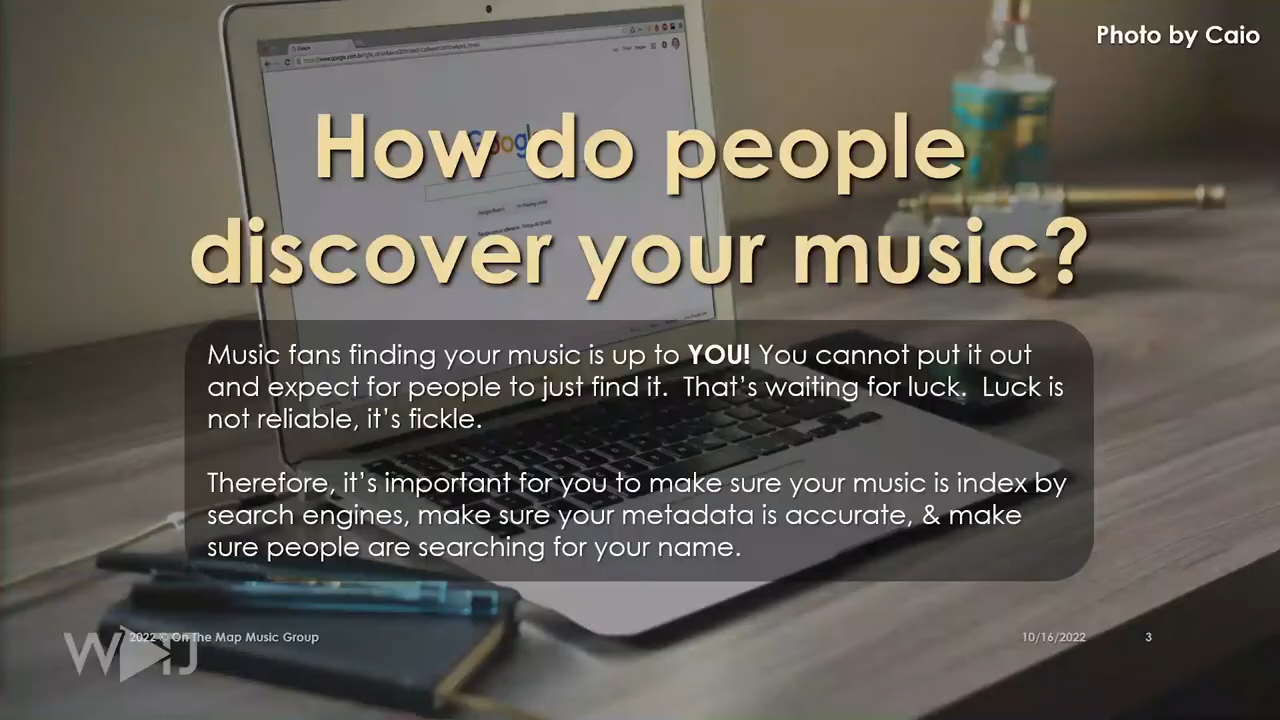 Photo by Caio
Google
How do people
discover your music?
Music fans finding your music is up to YOU! You cannot put it out
and expect for people to just find it.  That's waiting for luck.  Luck is
not reliable, it's fickle.
Therefore, it's important for you to make sure your music is index by
search engines, make sure your metadata is accurate, & make
sure people are searching for your name.
2022 © On The Map Music Group
10/16/2022
3